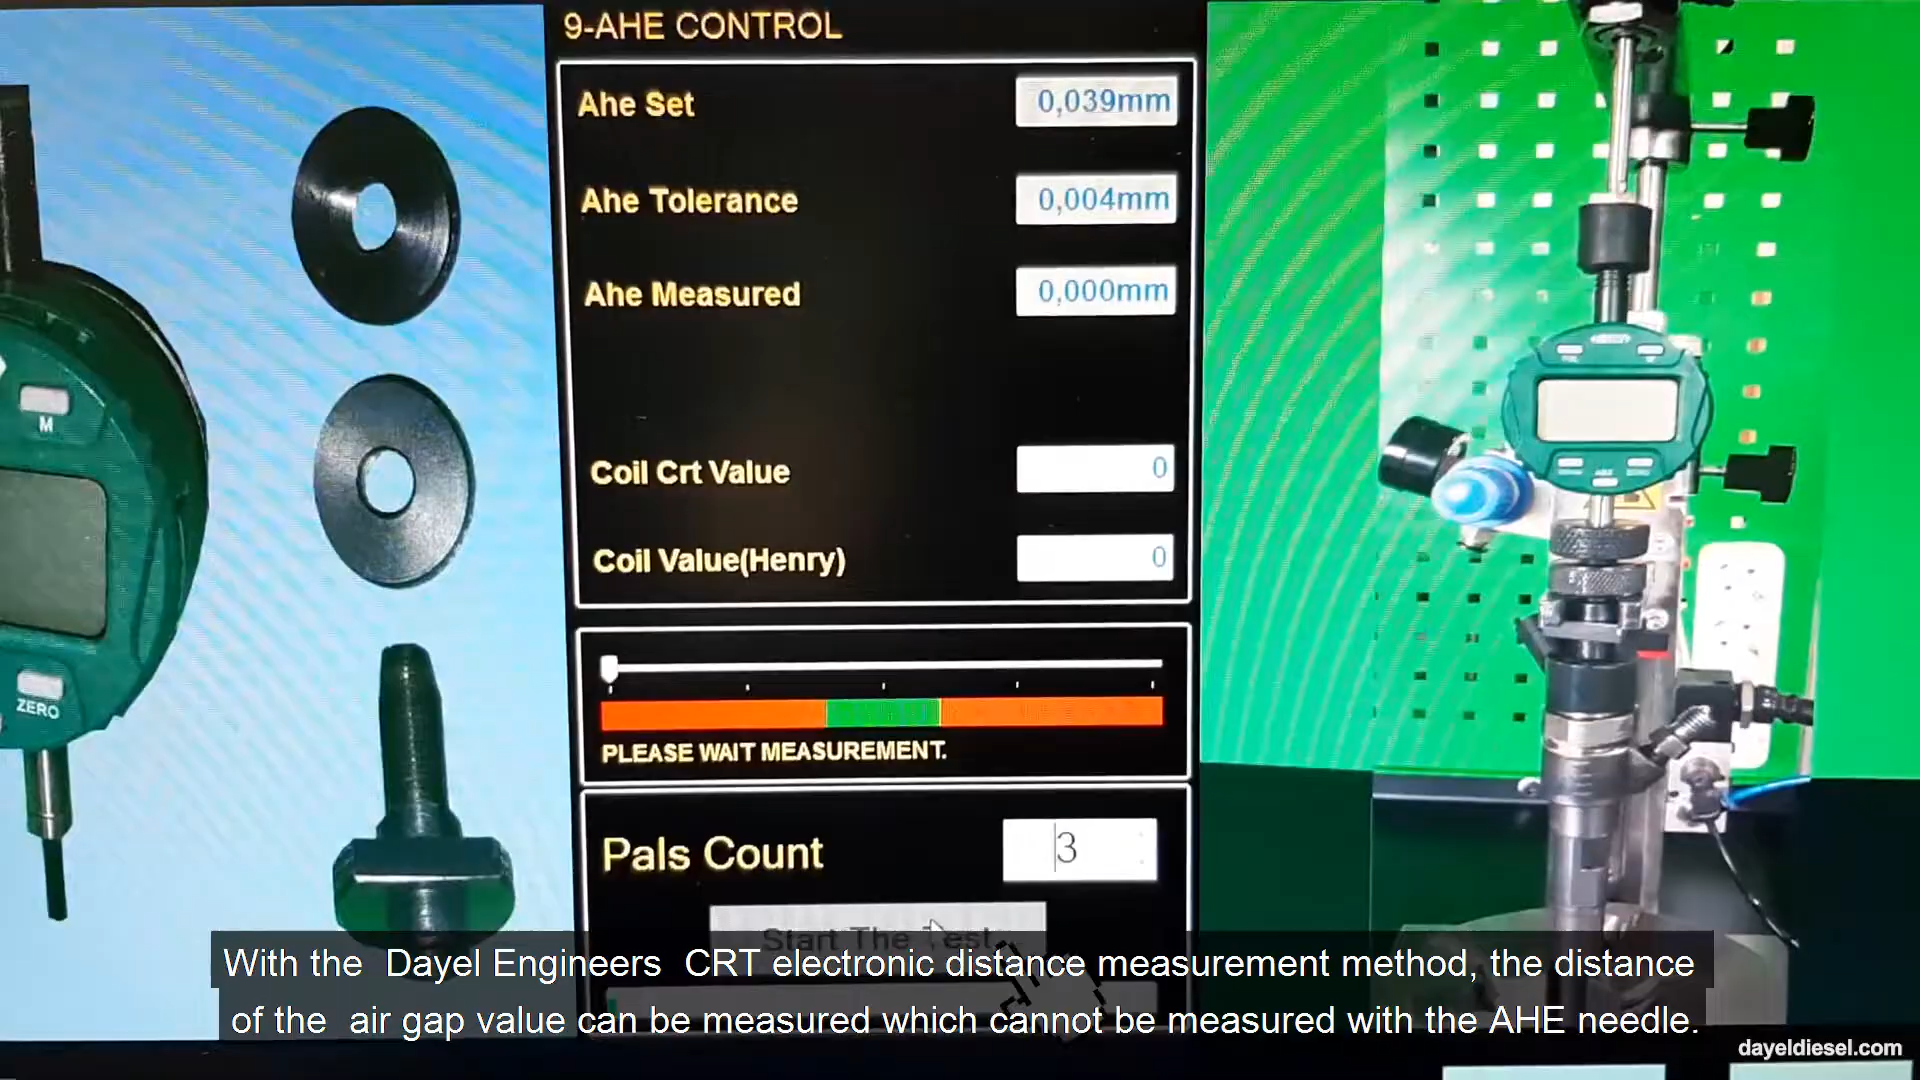 9-AHE CONTROL
Ahe Set 0,039mm
Ahe Tolerance 0,004mm
Ahe Measured 0,000mm
Coil Crt Value 0
Coil Value(Henry) 0
PLEASE WAIT MEASUREMENT.
Pals Count 3
Start The Test
M
ZERO
With the Dayel Engineers CRT electronic distance measurement method, the distance
of the air gap value can be measured which cannot be measured with the AHE needle.
dayeldiesel.com